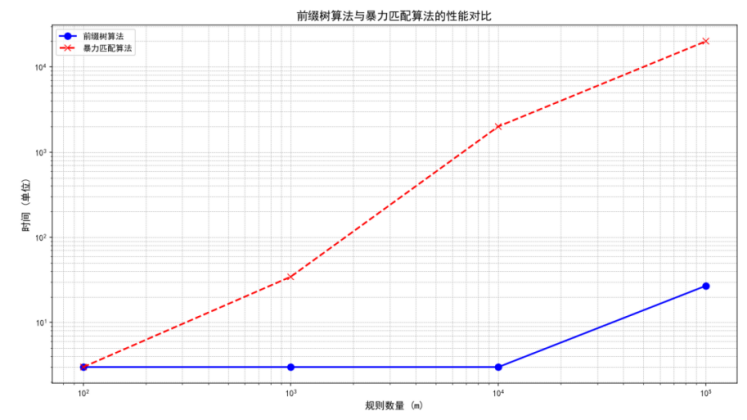 前缀树算法与暴力匹配算法的性能对比
前缀树算法
暴力匹配算法
10⁴
10³
10²
10¹
时间（单位）
10² 10³ 10⁴ 10⁵
规则数量 (m)